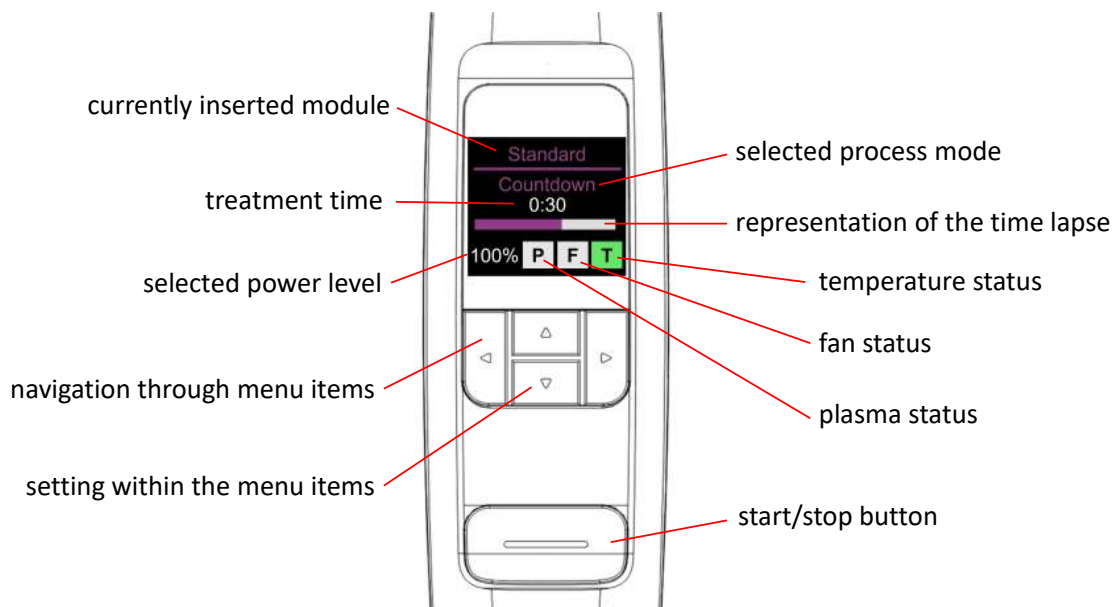 currently inserted module
Standard
selected process mode
Countdown
treatment time
0:30
representation of the time lapse
100% P F T
selected power level
temperature status
fan status
navigation through menu items
plasma status
setting within the menu items
start/stop button